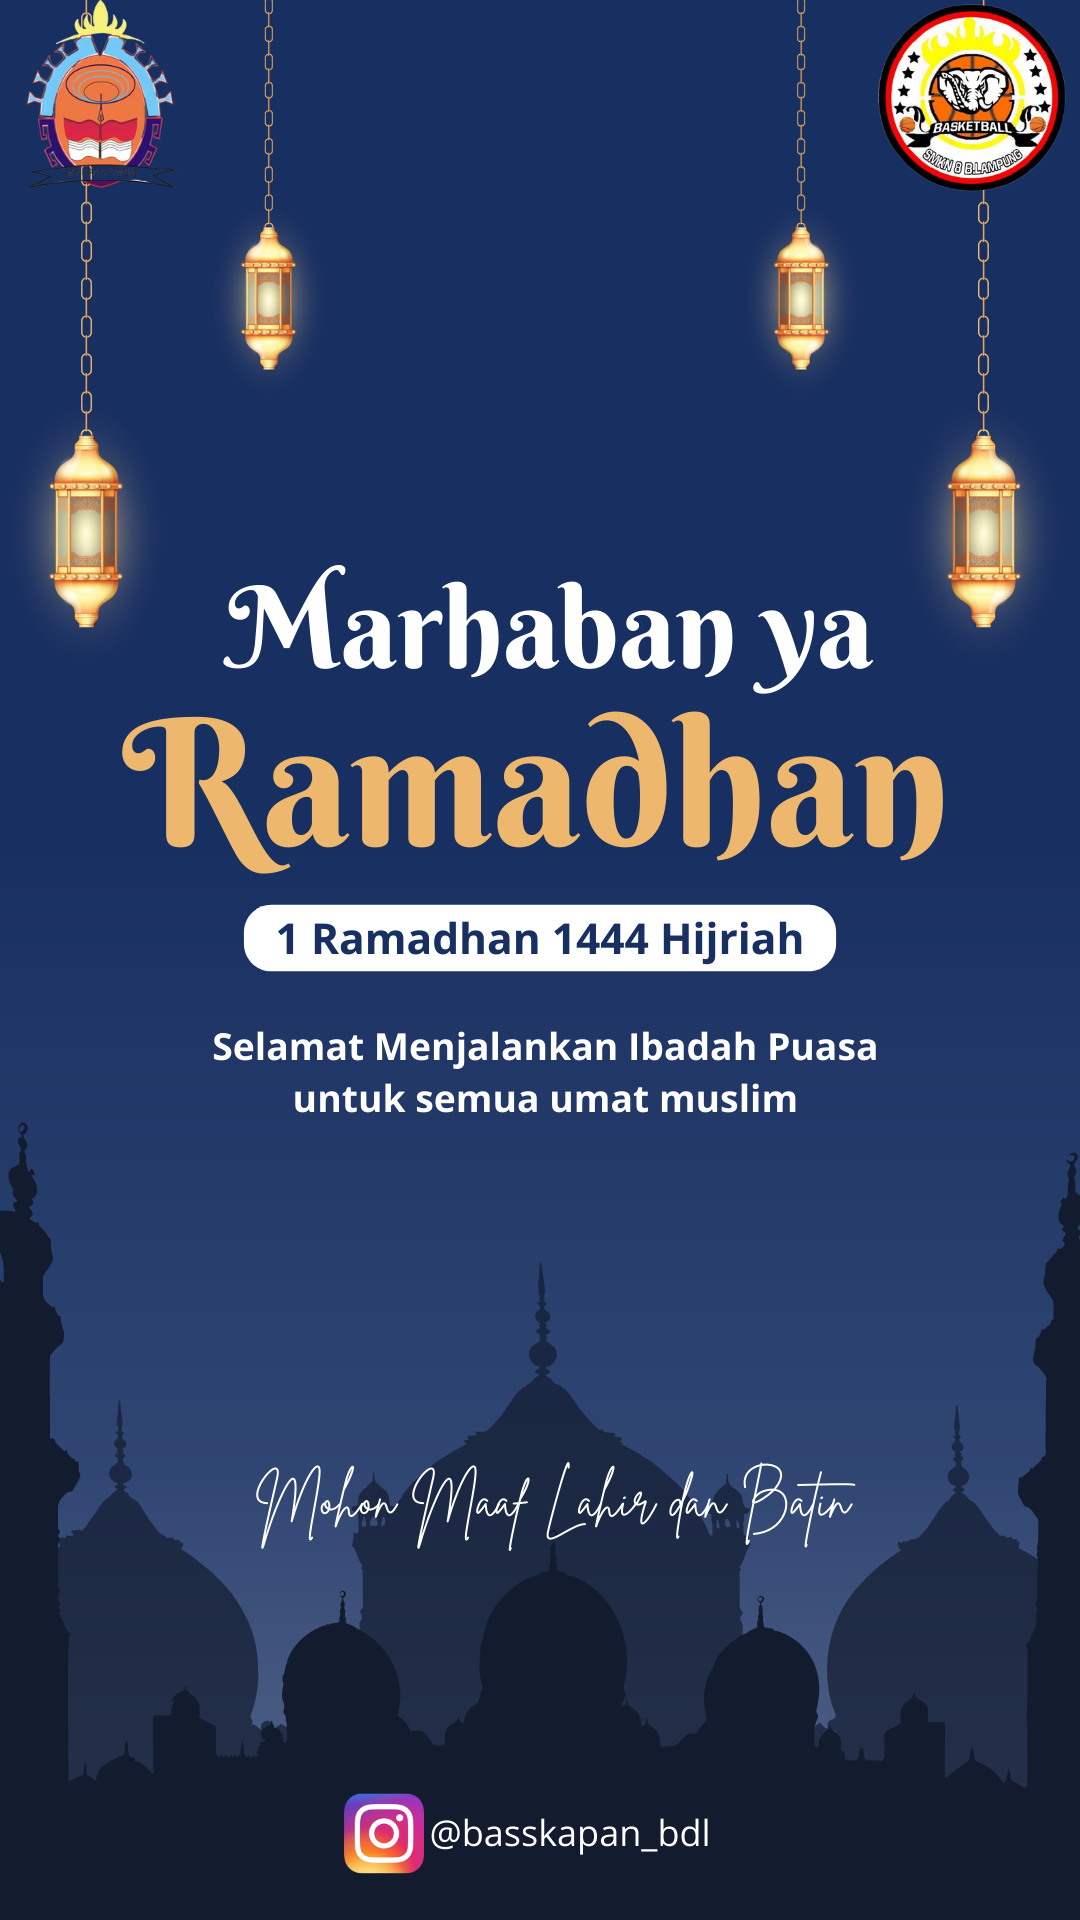 BASKETBALL
SMKN 8 B.LAMPUNG
Marhaban ya
Ramadhan
1 Ramadhan 1444 Hijriah
Selamat Menjalankan Ibadah Puasa
untuk semua umat muslim
Mohon Maaf Lahir dan Batin
@basskapan_bdl